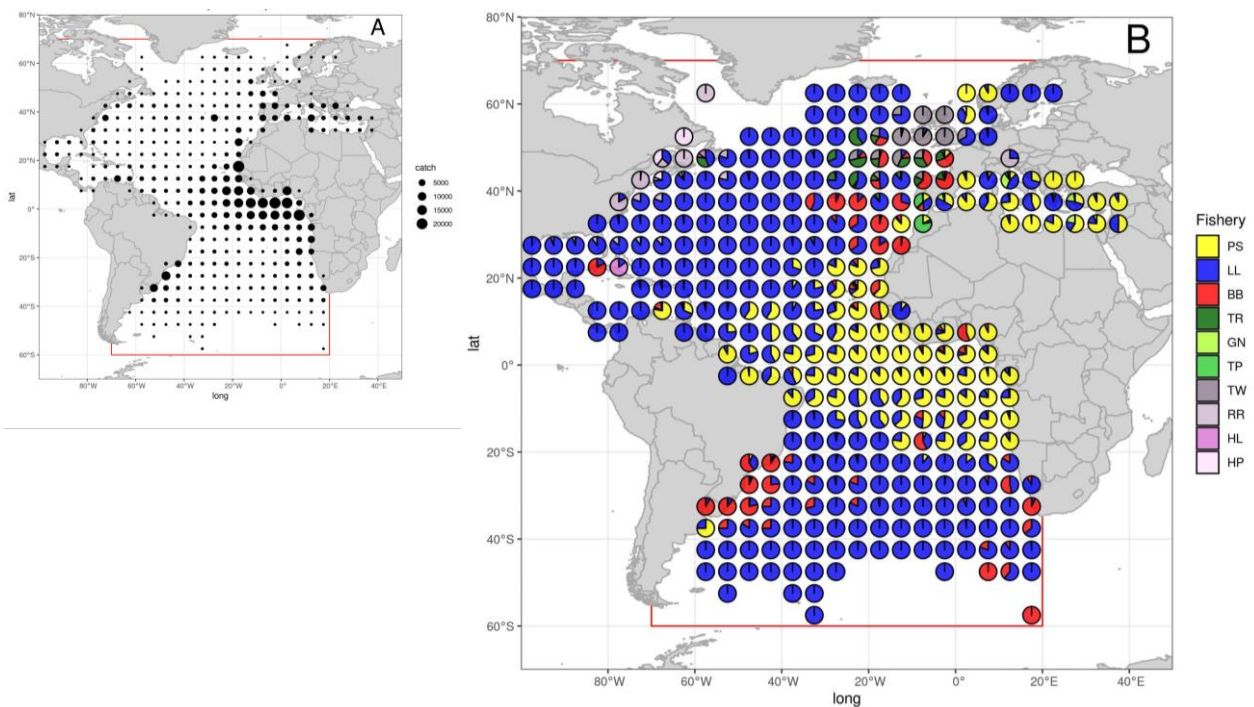 A
80°N
60°N
40°N
20°N
0°
20°S
40°S
60°S
lat
80°W
60°W
40°W
20°W
0°
20°E
40°E
long
catch
5000
10000
15000
20000
B
80°N
60°N
40°N
20°N
0°
20°S
40°S
60°S
lat
80°W
60°W
40°W
20°W
0°
20°E
40°E
long
Fishery
PS
LL
BB
TR
GN
TP
TW
RR
HL
HP